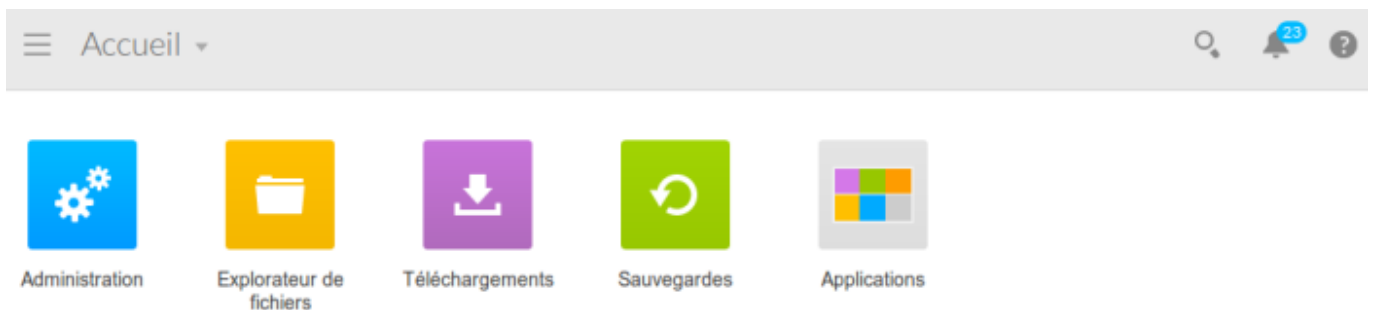 Accueil
23
?
Administration
Explorateur de
fichiers
Téléchargements
Sauvegardes
Applications